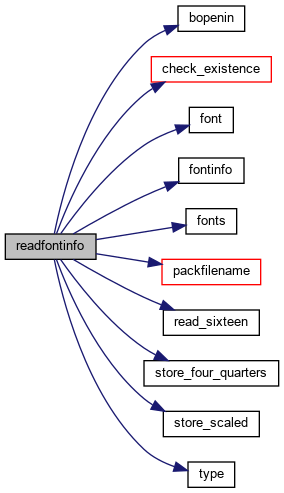 bopenin
check_existence
font
fontinfo
readfontinfo
fonts
packfilename
read_sixteen
store_four_quarters
store_scaled
type